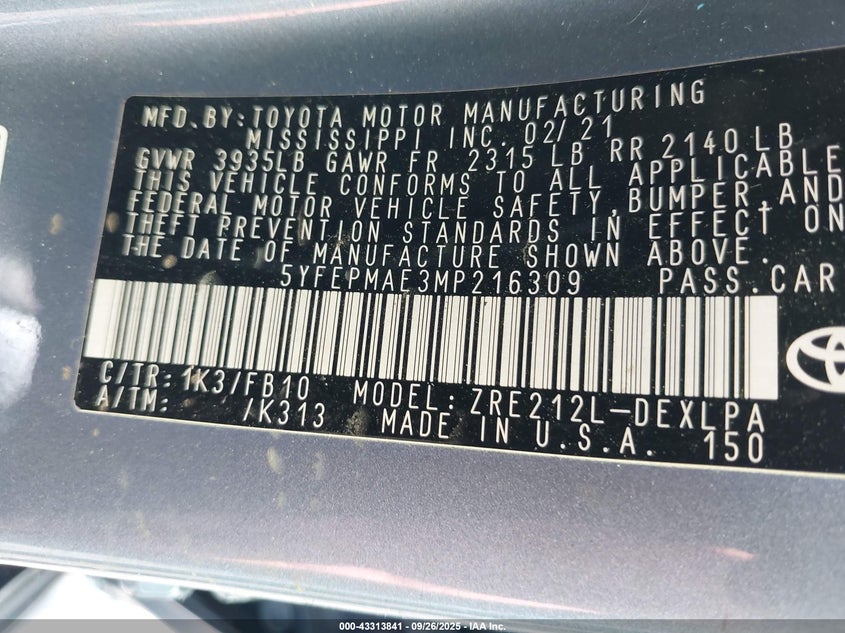 MFD.BY:TOYOTA MOTOR MANUFACTURING
MISSISSIPPI INC. 02/21
GVWR 3935LB GAWR FR 2315 LB RR 2140 LB
THIS VEHICLE CONFORMS TO ALL APPLICABLE
FEDERAL MOTOR VEHICLE SAFETY,BUMPER,AND
THEFT PREVENTION STANDARDS IN EFFECT ON
THE DATE OF MANUFACTURE SHOWN ABOVE.
5YFEPMAE3MP216309 PASS.CAR
C/TR: 1K3/FB10 MODEL: ZRE212L-DEXLPA
A/TM: /K313 MADE IN U.S.A. 150
000-43313841 - 09/26/2025 - IAA Inc.